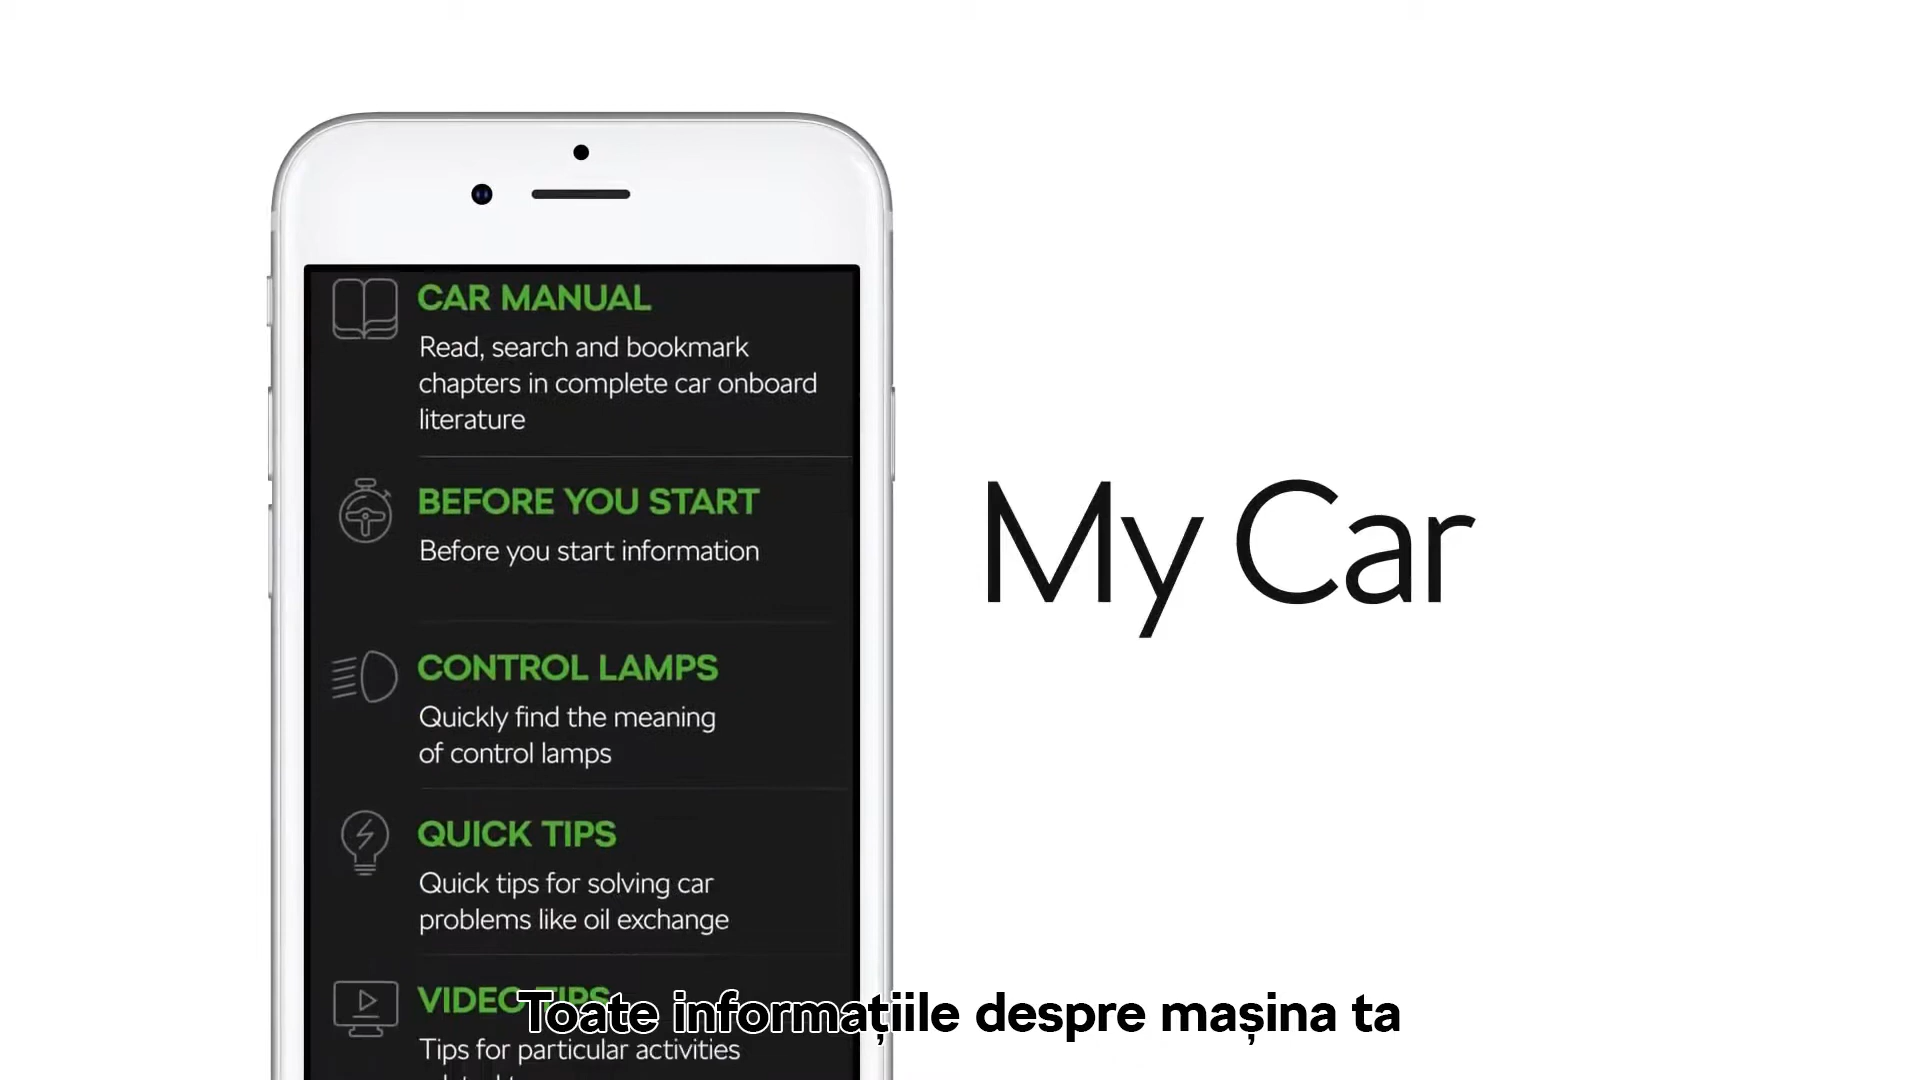 CAR MANUAL
Read, search and bookmark
chapters in complete car onboard
literature
BEFORE YOU START
Before you start information
CONTROL LAMPS
Quickly find the meaning
of control lamps
QUICK TIPS
Quick tips for solving car
problems like oil exchange
VIDEO TIPS
Tips for particular activities
My Car
Toate informațiile despre mașina ta